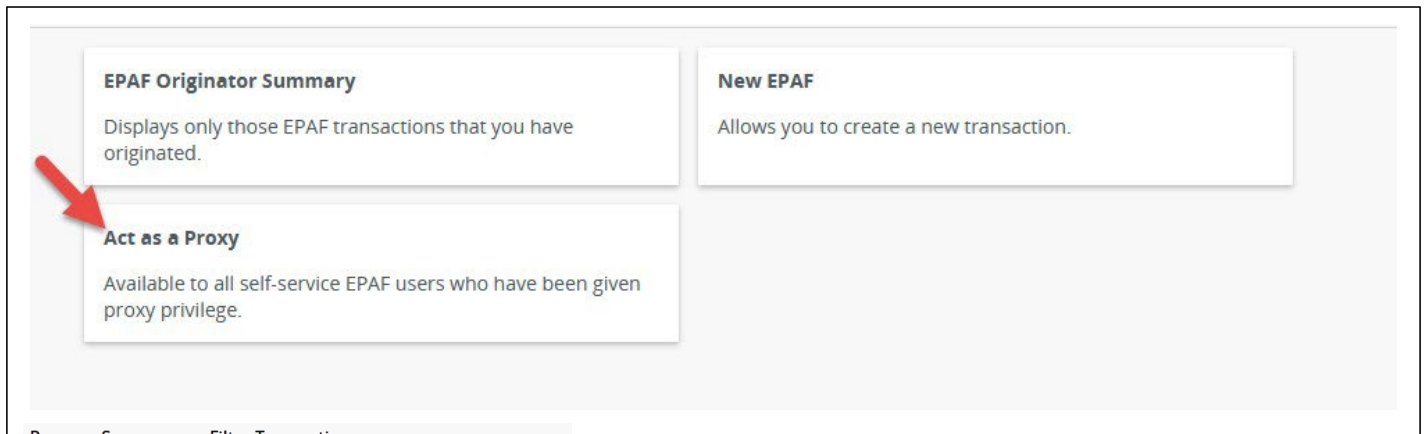 EPAF Originator Summary
New EPAF
Displays only those EPAF transactions that you have
originated.
Allows you to create a new transaction.
Act as a Proxy
Available to all self-service EPAF users who have been given
proxy privilege.